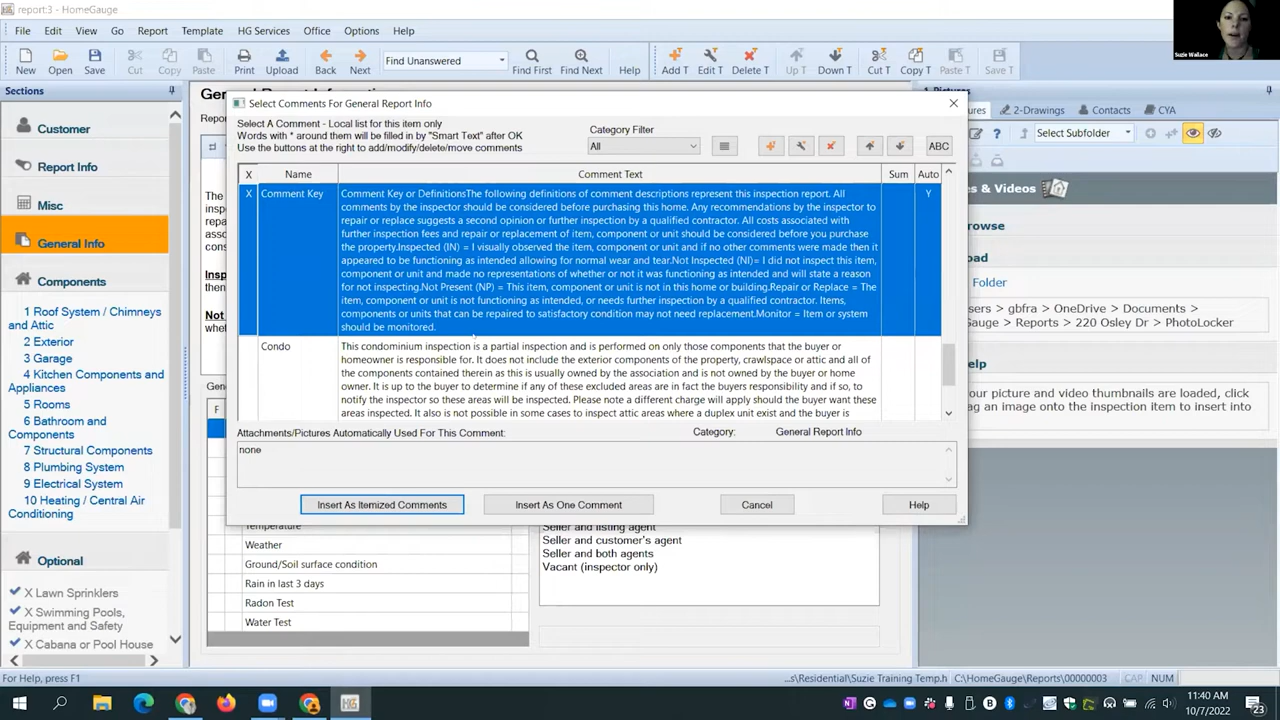 report:3 - HomeGauge
File Edit View Go Report Template HG Services Office Options Help
New Open Save Cut Copy Paste Print Upload Back Next Find Unanswered Find First Find Next Help Add T Edit T Delete T Up T Down T Cut T Copy T Paste T Save T
Suzie Wallace
Sections
Customer
Report Info
Misc
General Info
Components
1 Roof System / Chimneys
and Attic
2 Exterior
3 Garage
4 Kitchen Components and
Appliances
5 Rooms
6 Bathroom and
Components
7 Structural Components
8 Plumbing System
9 Electrical System
10 Heating / Central Air
Conditioning
Optional
X Lawn Sprinklers
X Swimming Pools,
Equipment and Safety
X Cabana or Pool House
Select Comments For General Report Info
Select A Comment - Local list for this item only
Words with * around them will be filled in by "Smart Text" after OK
Use the buttons at the right to add/modify/delete/move comments
Category Filter
All
ABC
X Name Comment Text Sum Auto
X Comment Key Y
Comment Key or DefinitionsThe following definitions of comment descriptions represent this inspection report. All
comments by the inspector should be considered before purchasing this home. Any recommendations by the inspector to
repair or replace suggests a second opinion or further inspection by a qualified contractor. All costs associated with
further inspection fees and repair or replacement of item, component or unit should be considered before you purchase
the property.Inspected (IN) = I visually observed the item, component or unit and if no other comments were made then it
appeared to be functioning as intended allowing for normal wear and tear.Not Inspected (NI)= I did not inspect this item,
component or unit and made no representations of whether or not it was functioning as intended and will state a reason
for not inspecting.Not Present (NP) = This item, component or unit is not in this home or building.Repair or Replace = The
item, component or unit is not functioning as intended, or needs further inspection by a qualified contractor. Items,
components or units that can be repaired to satisfactory condition may not need replacement.Monitor = Item or system
should be monitored.
Condo
This condominium inspection is a partial inspection and is performed on only those components that the buyer or
homeowner is responsible for. It does not include the exterior components of the property, crawlspace or attic and all of
the components contained therein as this is usually owned by the association and is not owned by the buyer or home
owner. It is up to the buyer to determine if any of these excluded areas are in fact the buyers responsibility and if so, to
notify the inspector so these areas will be inspected. Please note a different charge will apply should the buyer want these
areas inspected. It also is not possible in some cases to inspect attic areas where a duplex unit exist and the buyer is
Attachments/Pictures Automatically Used For This Comment: Category: General Report Info
none
Insert As Itemized Comments Insert As One Comment Cancel Help
Temperature
Weather
Ground/Soil surface condition
Rain in last 3 days
Radon Test
Water Test
Seller and listing agent
Seller and customer's agent
Seller and both agents
Vacant (inspector only)
2-Drawings Contacts CYA
Select Subfolder
s & Videos
Folder
sers > gbfra > OneDrive > Documents >
Gauge > Reports > 220 Osley Dr > PhotoLocker
our picture and video thumbnails are loaded, click
ag an image onto the inspection item to insert into
For Help, press F1 ...s\Residential\Suzie Training Temp.h C:\HomeGauge\Reports\00000003 CAP NUM
11:40 AM
10/7/2022
23